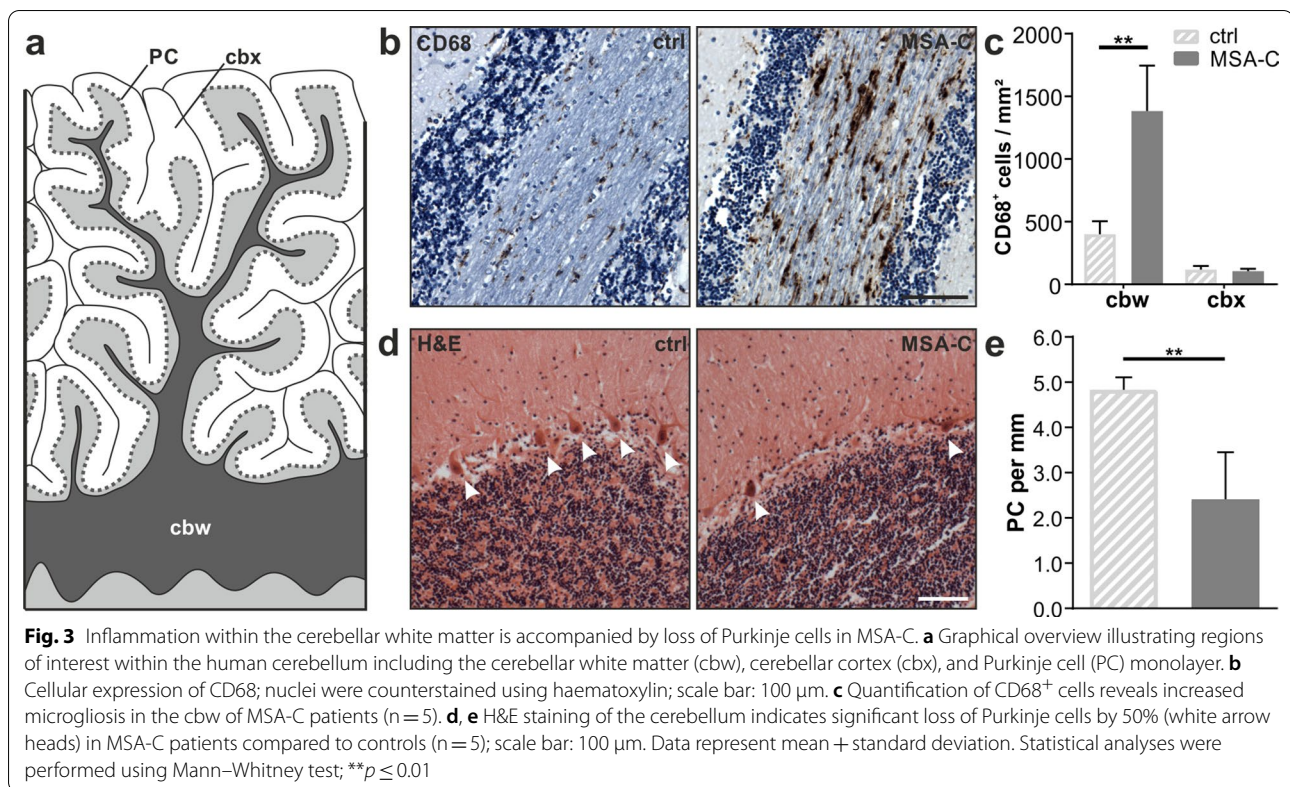 a
PC
cbx
cbw
b
CD68
ctrl
MSA-C
c
ctrl
MSA-C
**
CD68⁺ cells / mm²
2000
1500
1000
500
0
cbw
cbx
d
H&E
ctrl
MSA-C
e
**
PC per mm
6.0
5.0
4.0
3.0
2.0
1.0
0.0
Fig. 3 Inflammation within the cerebellar white matter is accompanied by loss of Purkinje cells in MSA-C. a Graphical overview illustrating regions
of interest within the human cerebellum including the cerebellar white matter (cbw), cerebellar cortex (cbx), and Purkinje cell (PC) monolayer. b
Cellular expression of CD68; nuclei were counterstained using haematoxylin; scale bar: 100 μm. c Quantification of CD68⁺ cells reveals increased
microgliosis in the cbw of MSA-C patients (n = 5). d, e H&E staining of the cerebellum indicates significant loss of Purkinje cells by 50% (white arrow
heads) in MSA-C patients compared to controls (n = 5); scale bar: 100 μm. Data represent mean + standard deviation. Statistical analyses were
performed using Mann–Whitney test; **p ≤ 0.01